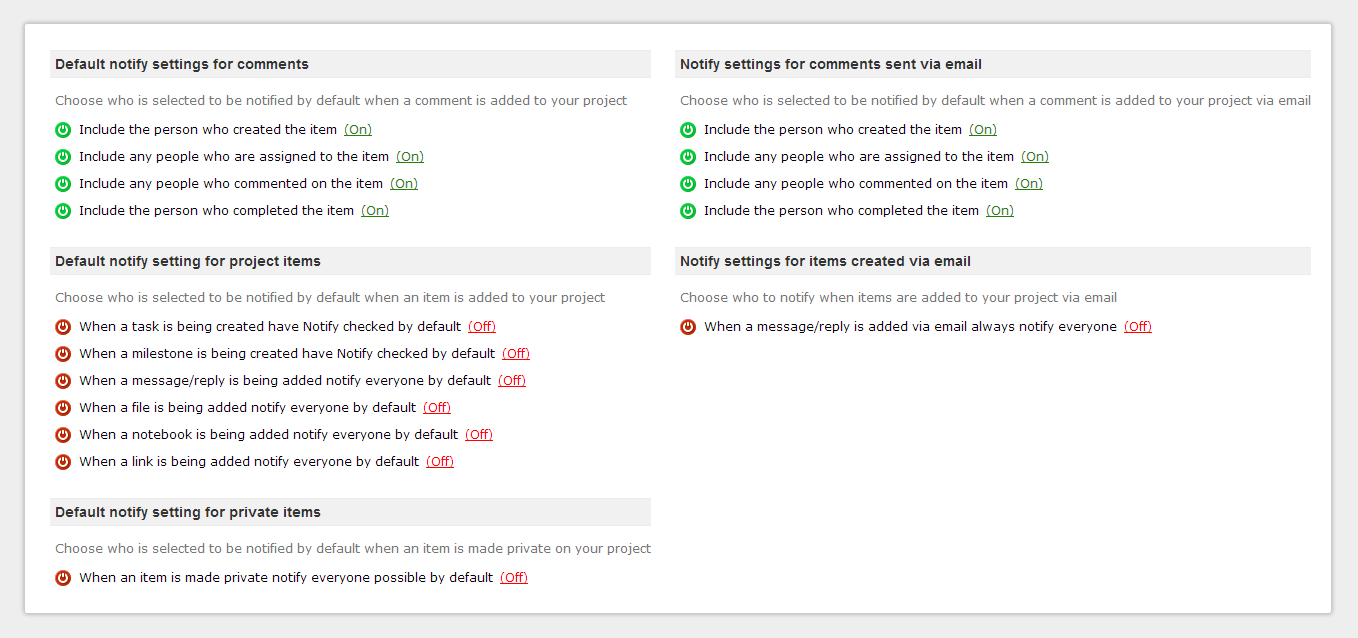 Default notify settings for comments
Choose who is selected to be notified by default when a comment is added to your project
Include the person who created the item (On)
Include any people who are assigned to the item (On)
Include any people who commented on the item (On)
Include the person who completed the item (On)
Default notify setting for project items
Choose who is selected to be notified by default when an item is added to your project
When a task is being created have Notify checked by default (Off)
When a milestone is being created have Notify checked by default (Off)
When a message/reply is being added notify everyone by default (Off)
When a file is being added notify everyone by default (Off)
When a notebook is being added notify everyone by default (Off)
When a link is being added notify everyone by default (Off)
Default notify setting for private items
Choose who is selected to be notified by default when an item is made private on your project
When an item is made private notify everyone possible by default (Off)
Notify settings for comments sent via email
Choose who is selected to be notified by default when a comment is added to your project via email
Include the person who created the item (On)
Include any people who are assigned to the item (On)
Include any people who commented on the item (On)
Include the person who completed the item (On)
Notify settings for items created via email
Choose who to notify when items are added to your project via email
When a message/reply is added via email always notify everyone (Off)